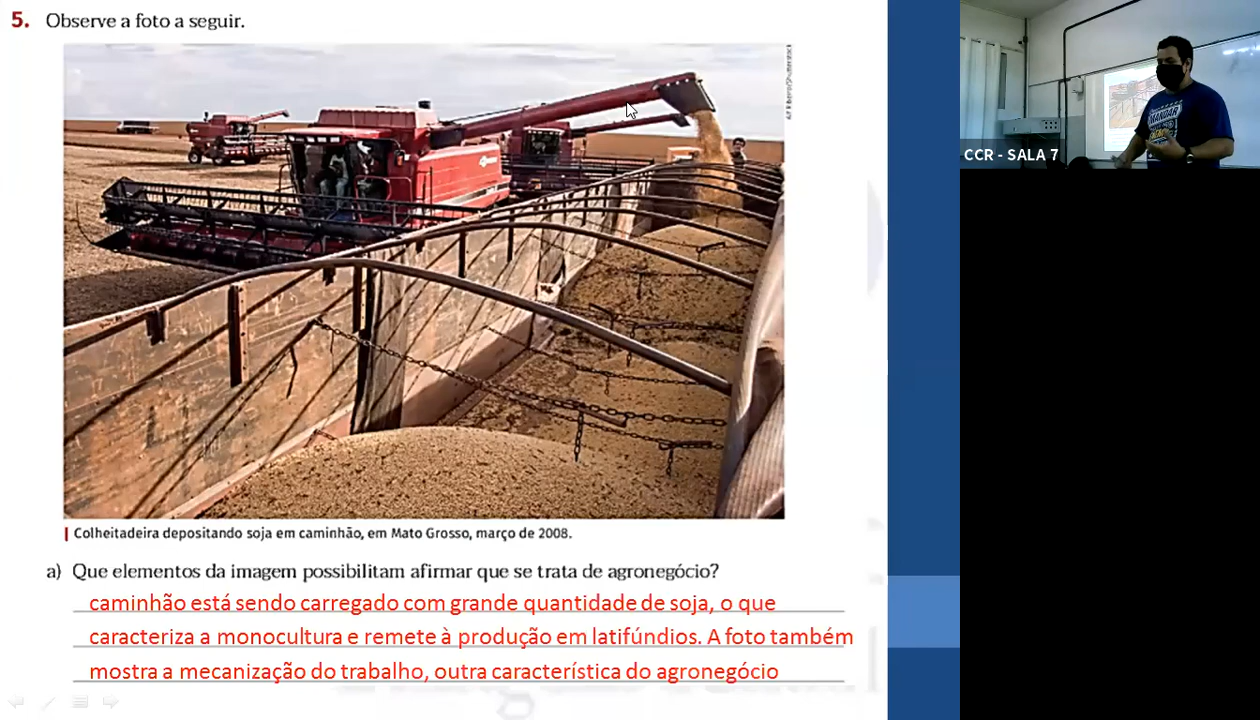 5. Observe a foto a seguir.
CCR - SALA 7
Colheitadeira depositando soja em caminhão, em Mato Grosso, março de 2008.
a) Que elementos da imagem possibilitam afirmar que se trata de agronegócio?
caminhão está sendo carregado com grande quantidade de soja, o que
caracteriza a monocultura e remete à produção em latifúndios. A foto também
mostra a mecanização do trabalho, outra característica do agronegócio